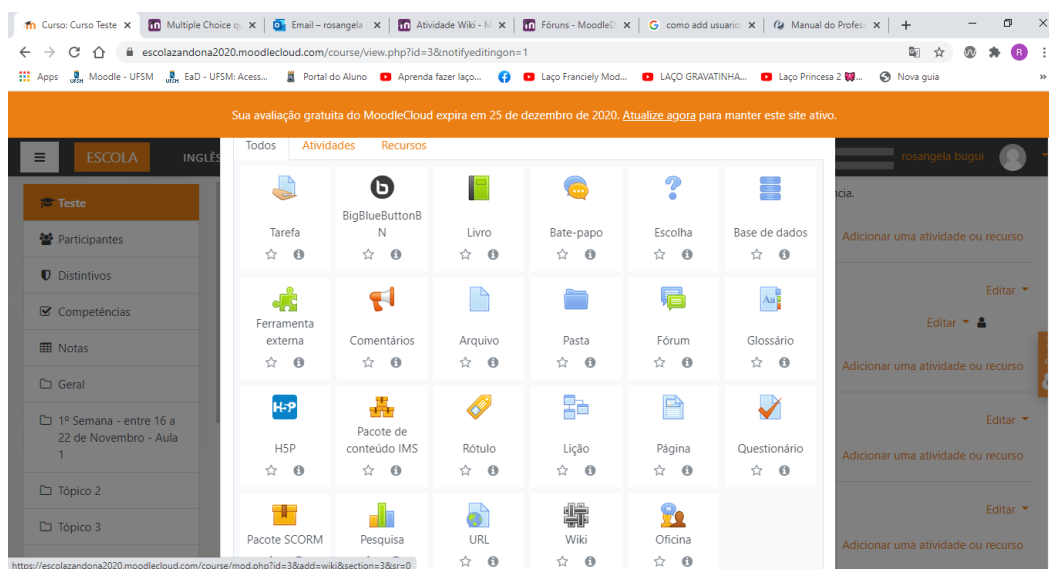 Curso: Curso Teste
Multiple Choice qu
Email – rosangela
Atividade Wiki - M
Fóruns - MoodleD
como add usuario
Manual do Profess
escolazandona2020.moodlecloud.com/course/view.php?id=3&notifyeditingon=1
R
Apps
Moodle - UFSM
EaD - UFSM: Acess...
Portal do Aluno
Aprenda fazer laço...
Laço Franciely Mod...
LAÇO GRAVATINHA...
Laço Princesa 2
Nova guia
»
Sua avaliação gratuita do MoodleCloud expira em 25 de dezembro de 2020. Atualize agora para manter este site ativo.
ESCOLA
INGLÊS
rosangela bugui
Todos
Atividades
Recursos
Teste
Participantes
Distintivos
Competências
Notas
Geral
1º Semana - entre 16 a
22 de Novembro - Aula
1
Tópico 2
Tópico 3
Tarefa
BigBlueButtonB
N
Livro
Bate-papo
Escolha
Base de dados
Ferramenta
externa
Comentários
Arquivo
Pasta
Fórum
Glossário
H5P
H5P
Pacote de
conteúdo IMS
Rótulo
Lição
Página
Questionário
Pacote SCORM
Pesquisa
URL
Wiki
Oficina
ncia.
Adicionar uma atividade ou recurso
Editar
Editar
Adicionar uma atividade ou recurso
Editar
Adicionar uma atividade ou recurso
Editar
Adicionar uma atividade ou recurso
https://escolazandona2020.moodlecloud.com/course/mod.php?id=3&add=wiki&section=3&sr=0